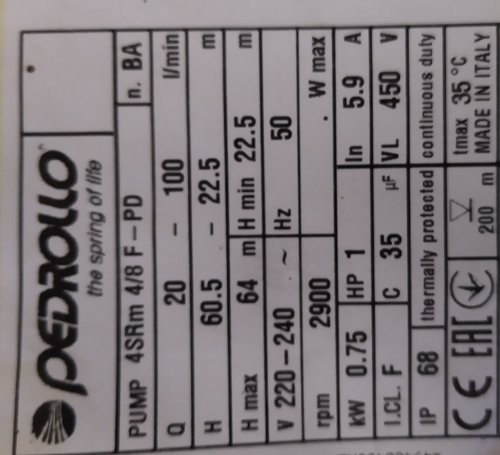 PEDROLLO
the spring of life
PUMP 4SRm 4/8 F-PD n. BA
Q 20 - 100 l/min
H 60.5 - 22.5 m
H max 64 m H min 22.5 m
V 220-240 ~ Hz 50
rpm 2900 . W max
kW 0.75 HP 1 In 5.9 A
I.CL. F C 35 µF VL 450 V
IP 68 thermally protected continuous duty
CE EAC 200 m tmax 35 °C
MADE IN ITALY